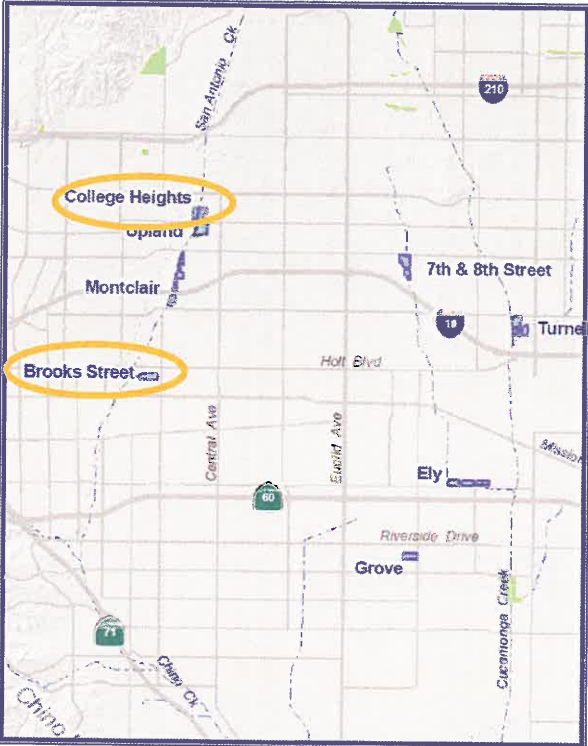 San Antonio Ck
210
College Heights
Upland
7th & 8th Street
Montclair
10
Turne
Holt Blvd
Brooks Street
Central Ave
Euclid Ave
Mission
Ely
60
Riverside Drive
Grove
Cucamonga Creek
71
Chino Ck
Chino